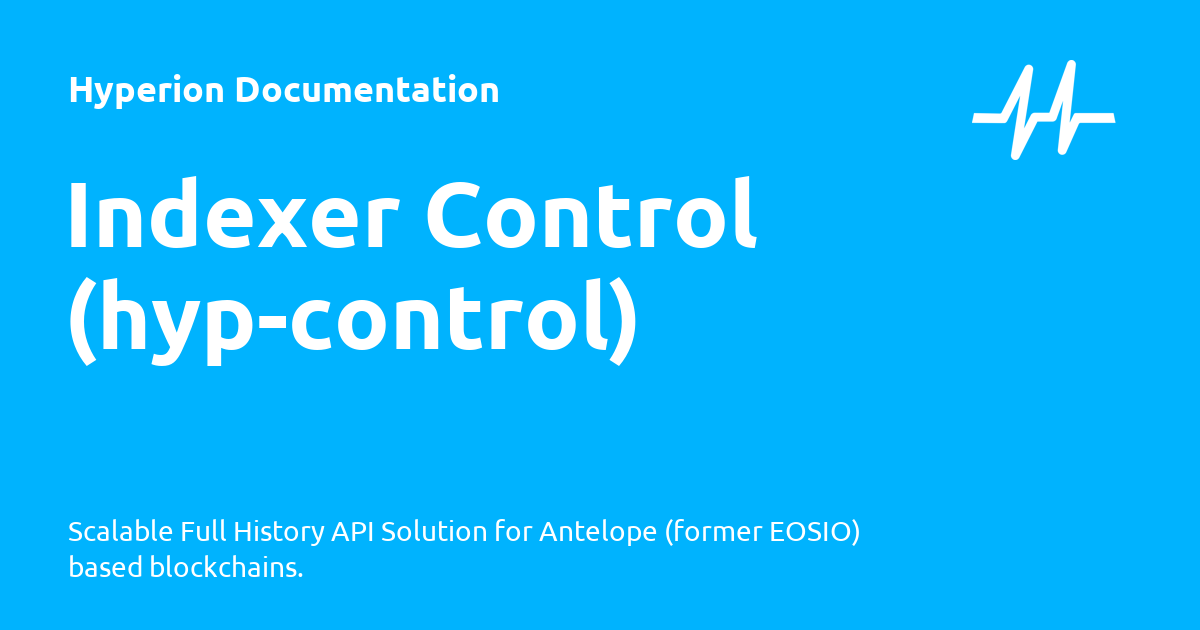 Hyperion Documentation
Indexer Control
(hyp-control)
Scalable Full History API Solution for Antelope (former EOSIO)
based blockchains.